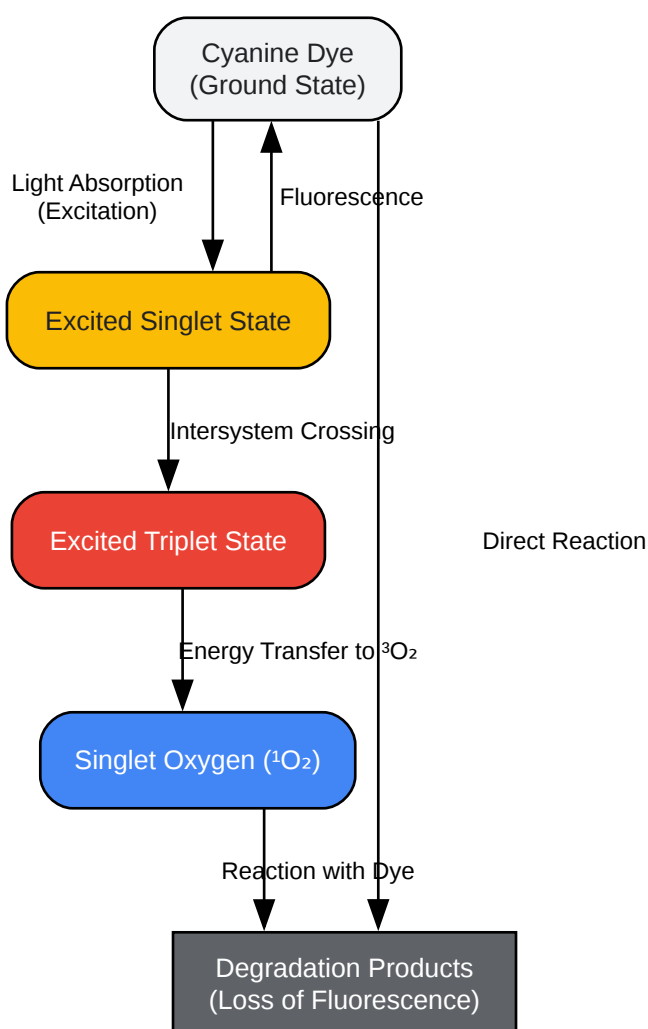 Cyanine Dye
(Ground State)
Light Absorption
(Excitation)
Fluorescence
Excited Singlet State
Intersystem Crossing
Excited Triplet State
Direct Reaction
Energy Transfer to ³O₂
Singlet Oxygen (¹O₂)
Reaction with Dye
Degradation Products
(Loss of Fluorescence)